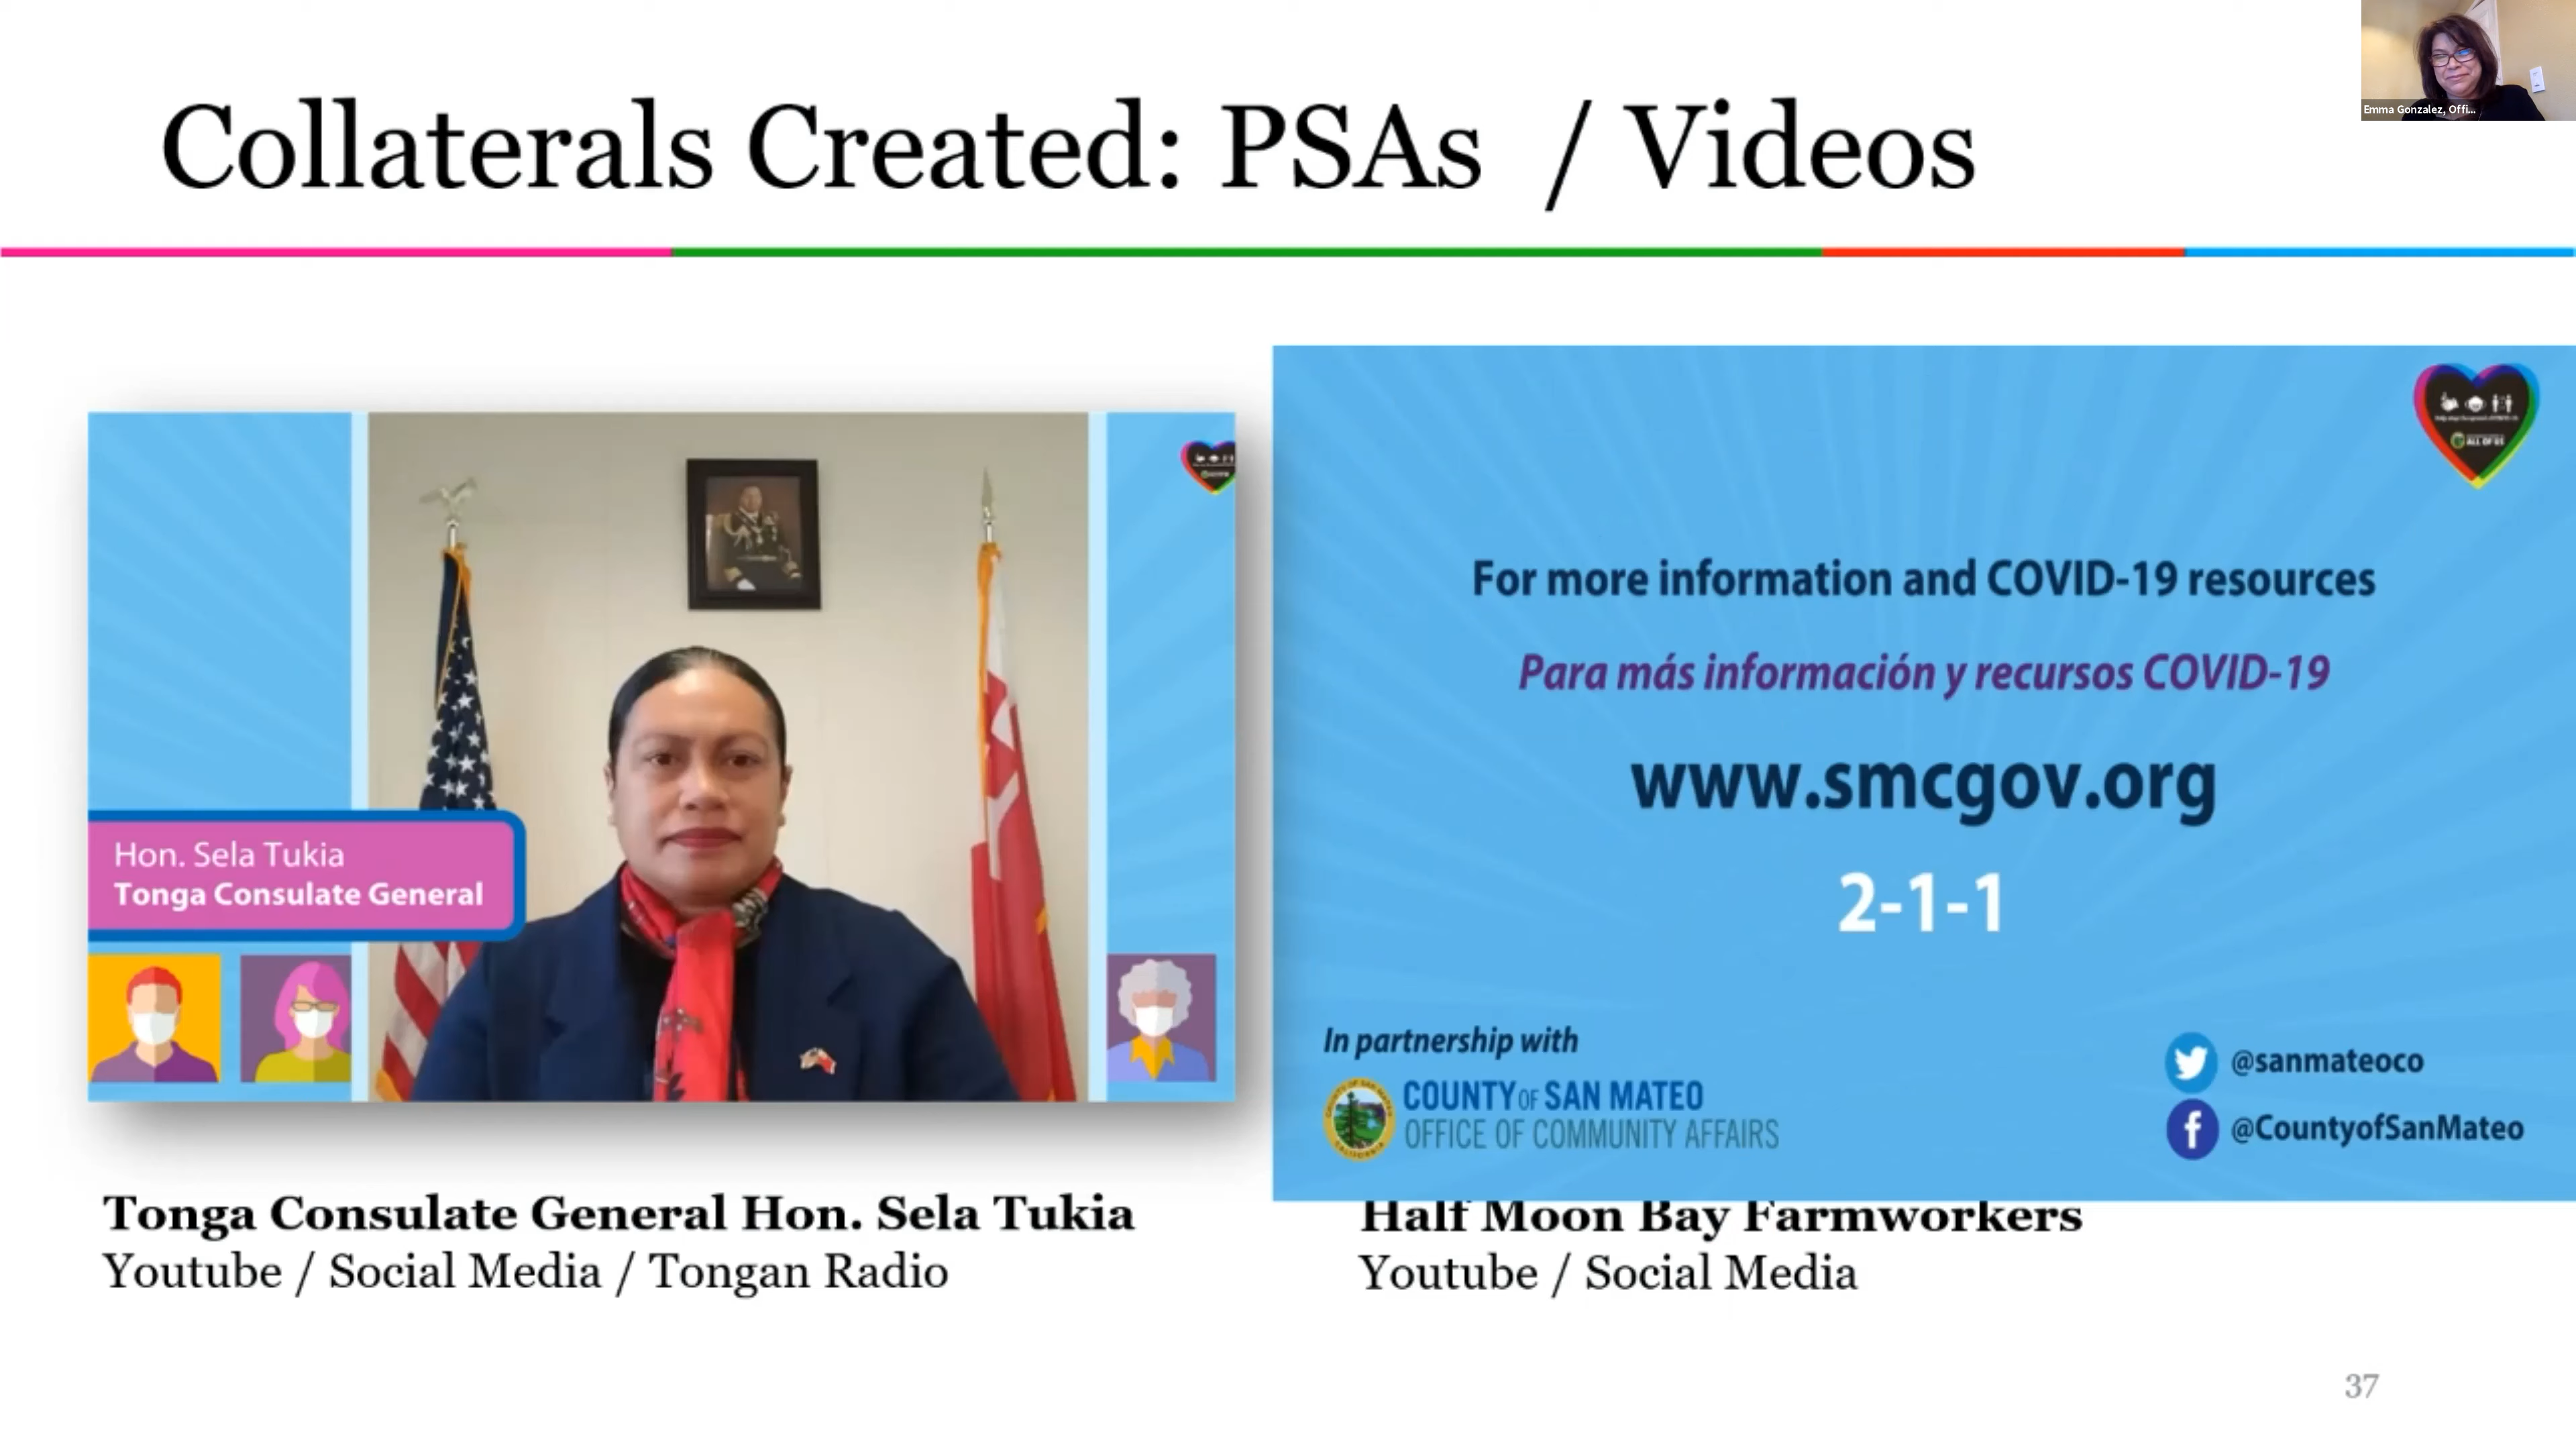 Collaterals Created: PSAs / Videos
Emma Gonzalez, Offi...
Hon. Sela Tukia
Tonga Consulate General
Tonga Consulate General Hon. Sela Tukia
Youtube / Social Media / Tongan Radio
ALL OF US
For more information and COVID-19 resources
Para más información y recursos COVID-19
www.smcgov.org
2-1-1
In partnership with
COUNTY OF SAN MATEO
OFFICE OF COMMUNITY AFFAIRS
@sanmateoco
@CountyofSanMateo
Half Moon Bay Farmworkers
Youtube / Social Media
37